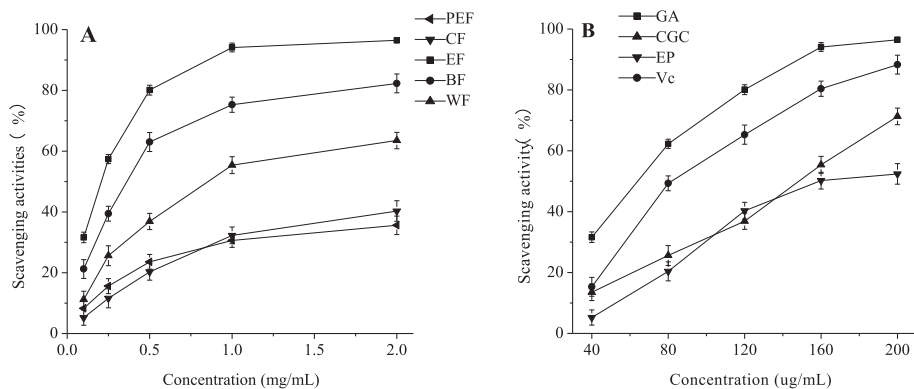 A
PEF
CF
EF
BF
WF
100
80
60
40
20
0
0.0
0.5
1.0
1.5
2.0
Scavenging activities( %)
Concentration (mg/mL)
B
GA
CGC
EP
Vc
100
80
60
40
20
0
40
80
120
160
200
Scavenging activity( %)
Concentration (ug/mL)